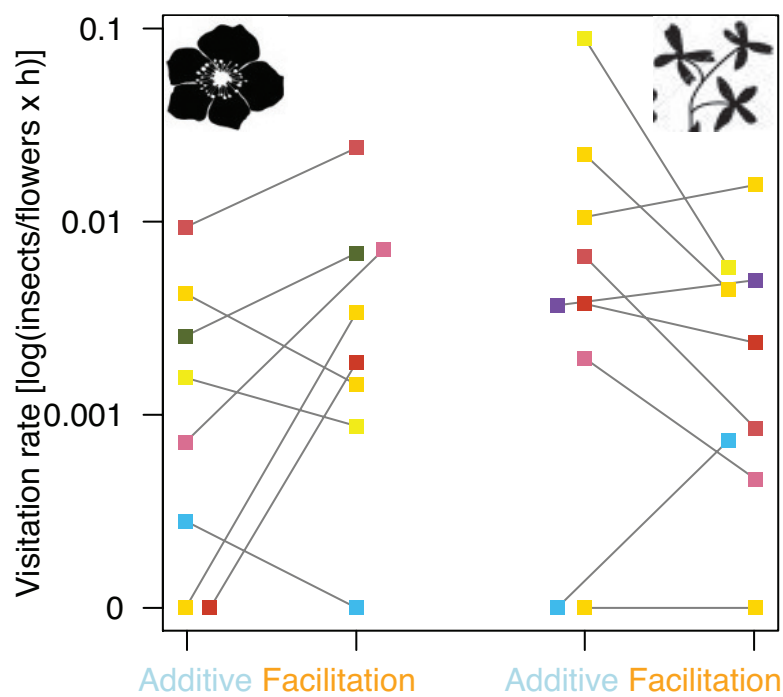 Visitation rate [log(insects/flowers x h)]
0.1
0.01
0.001
0
Additive Facilitation Additive Facilitation